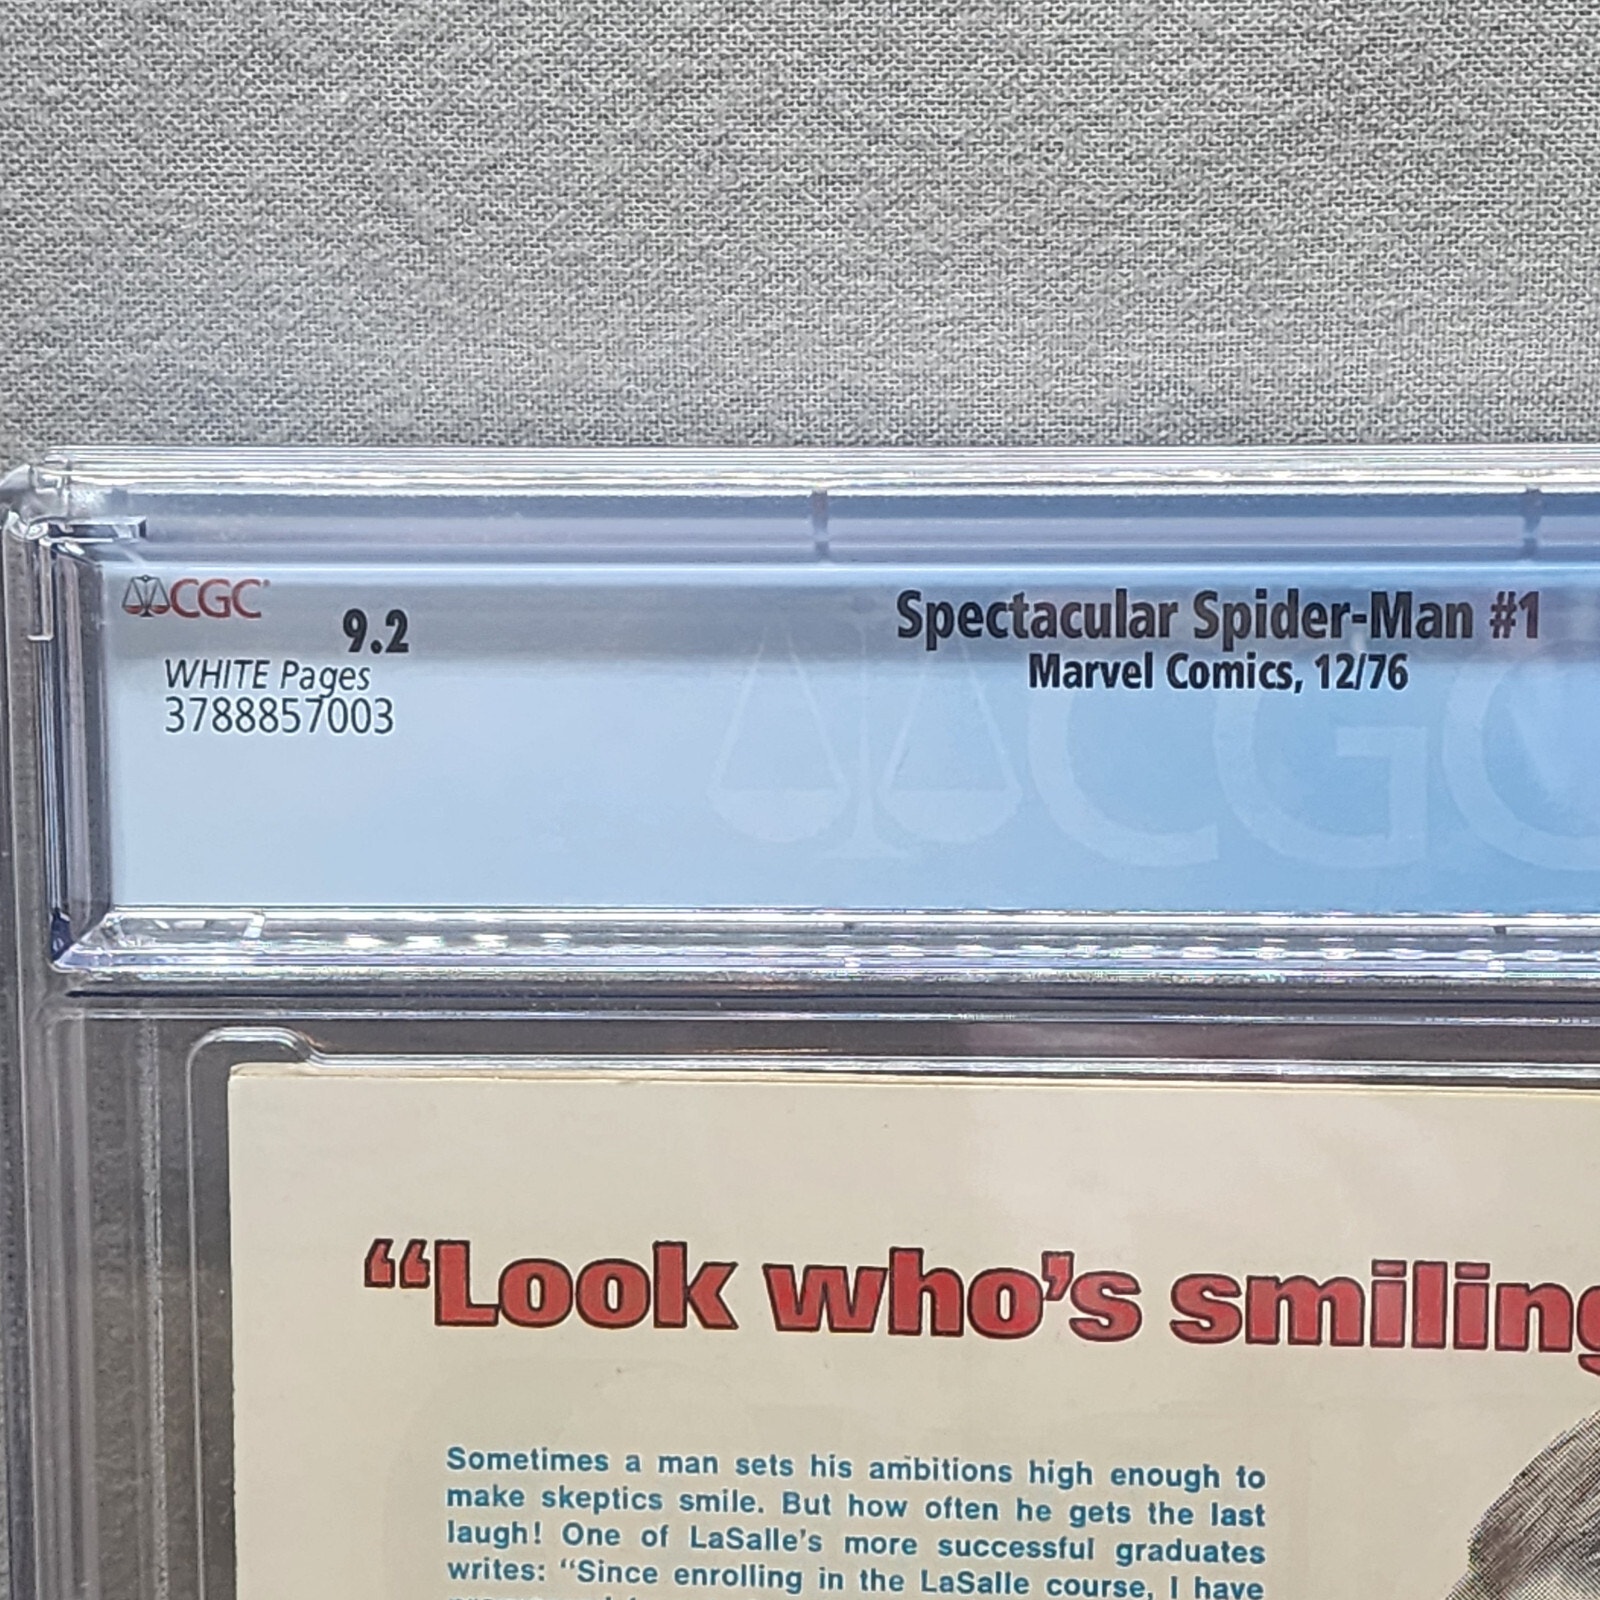 CGC
9.2
WHITE Pages
3788857003
Spectacular Spider-Man #1
Marvel Comics, 12/76
CGC
“Look who’s smiling
Sometimes a man sets his ambitions high enough to
make skeptics smile. But how often he gets the last
laugh! One of LaSalle's more successful graduates
writes: “Since enrolling in the LaSalle course, I have